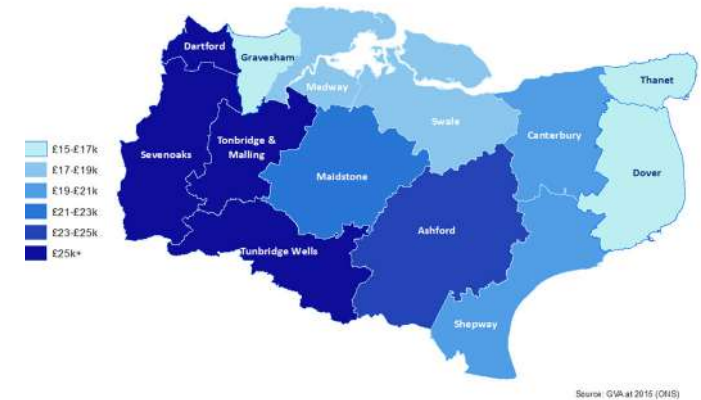 Dartford
Gravesham
Thanet
Medway
Swale
Canterbury
Tonbridge &
Malling
Sevenoaks
Maidstone
Dover
Ashford
Tunbridge Wells
Shepway
£15-£17k
£17-£19k
£19-£21k
£21-£23k
£23-£25k
£25k+
Source: GVA at 2015 (ONS)